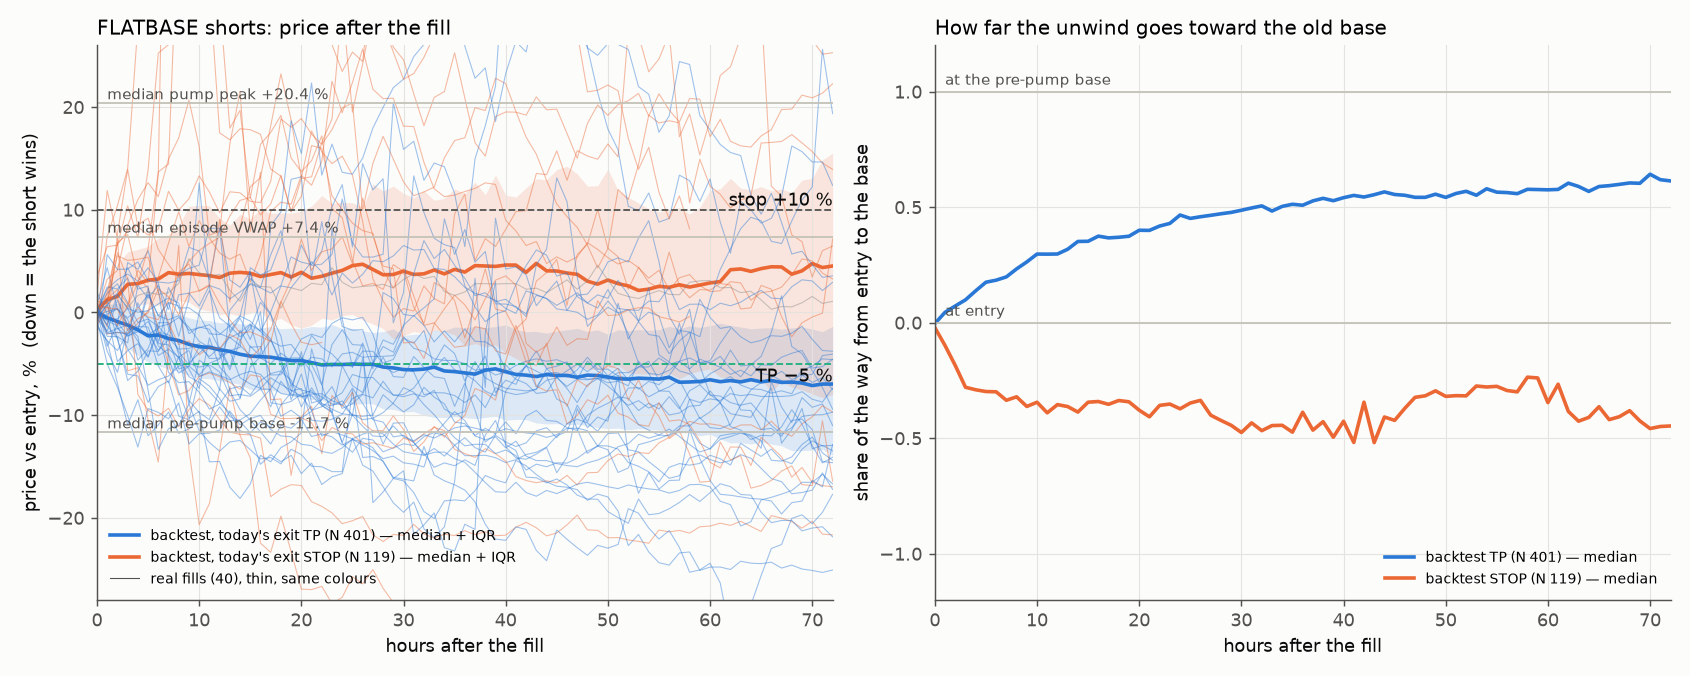 FLATBASE shorts: price after the fill
price vs entry, % (down = the short wins)
20
10
0
−10
−20
median pump peak +20.4 %
stop +10 %
median episode VWAP +7.4 %
TP −5 %
median pre-pump base -11.7 %
backtest, today's exit TP (N 401) — median + IQR
backtest, today's exit STOP (N 119) — median + IQR
real fills (40), thin, same colours
0 10 20 30 40 50 60 70
hours after the fill
How far the unwind goes toward the old base
share of the way from entry to the base
1.0
0.5
0.0
−0.5
−1.0
at the pre-pump base
at entry
backtest TP (N 401) — median
backtest STOP (N 119) — median
0 10 20 30 40 50 60 70
hours after the fill